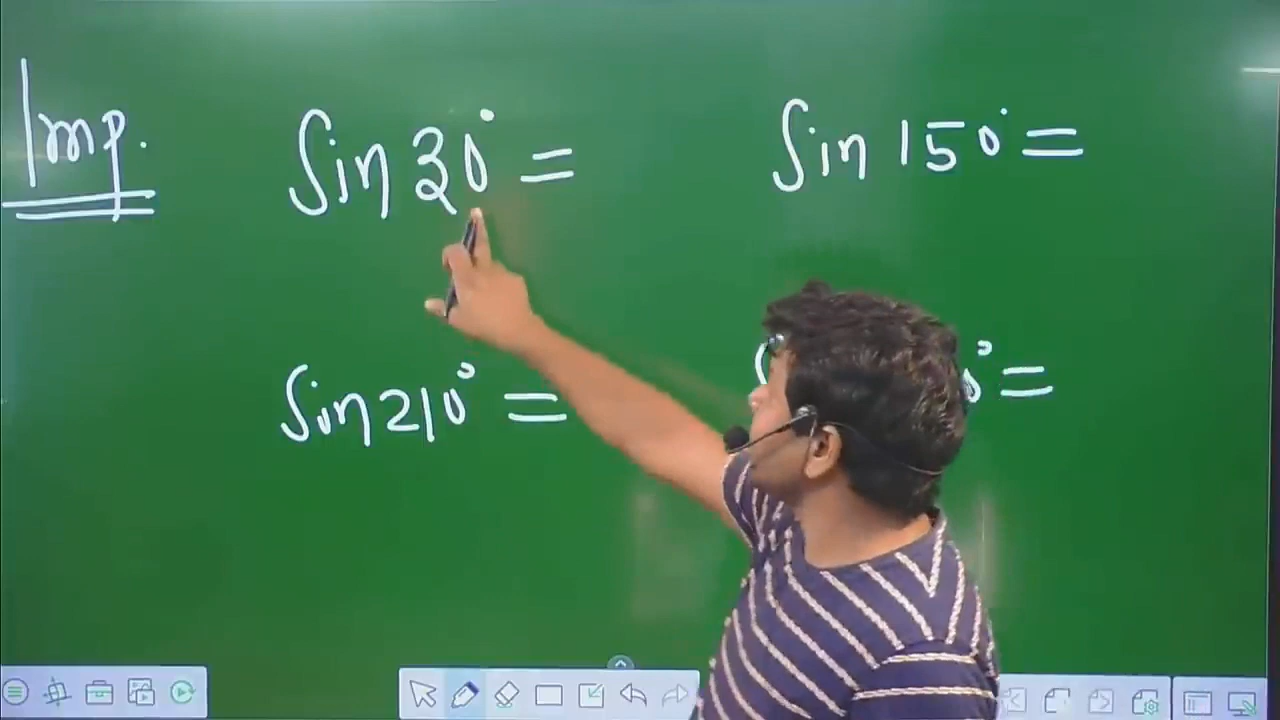 Imp.
Sin 30° =
Sin 150° =
Sin 210° =